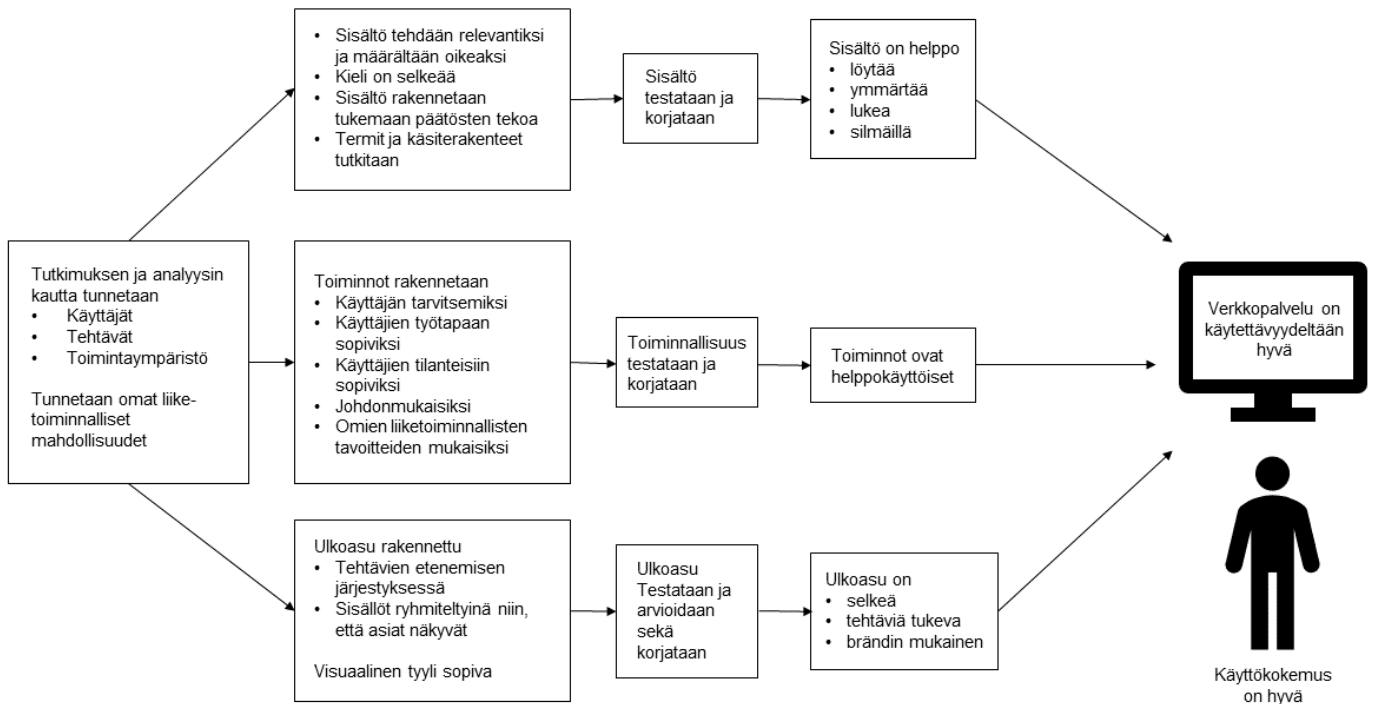 Tutkimuksen ja analyysin
kautta tunnetaan
• Käyttäjät
• Tehtävät
• Toimintaympäristö
Tunnetaan omat liike-
toiminnalliset
mahdollisuudet
• Sisältö tehdään relevantiksi
ja määrältään oikeaksi
• Kieli on selkeää
• Sisältö rakennetaan
tukemaan päätösten tekoa
• Termit ja käsiterakenteet
tutkitaan
Sisältö
testataan ja
korjataan
Sisältö on helppo
• löytää
• ymmärtää
• lukea
• silmäillä
Toiminnot rakennetaan
• Käyttäjän tarvitsemiksi
• Käyttäjien työtapaan
sopiviksi
• Käyttäjien tilanteisiin
sopiviksi
• Johdonmukaisiksi
• Omien liiketoiminnallisten
tavoitteiden mukaisiksi
Toiminnallisuus
testataan ja
korjataan
Toiminnot ovat
helppokäyttöiset
Ulkoasu rakennettu
• Tehtävien etenemisen
järjestyksessä
• Sisällöt ryhmiteltyinä niin,
että asiat näkyvät
Visuaalinen tyyli sopiva
Ulkoasu
Testataan ja
arvioidaan
sekä
korjataan
Ulkoasu on
• selkeä
• tehtäviä tukeva
• brändin mukainen
Verkkopalvelu on
käytettävyydeltään
hyvä
Käyttökokemus
on hyvä